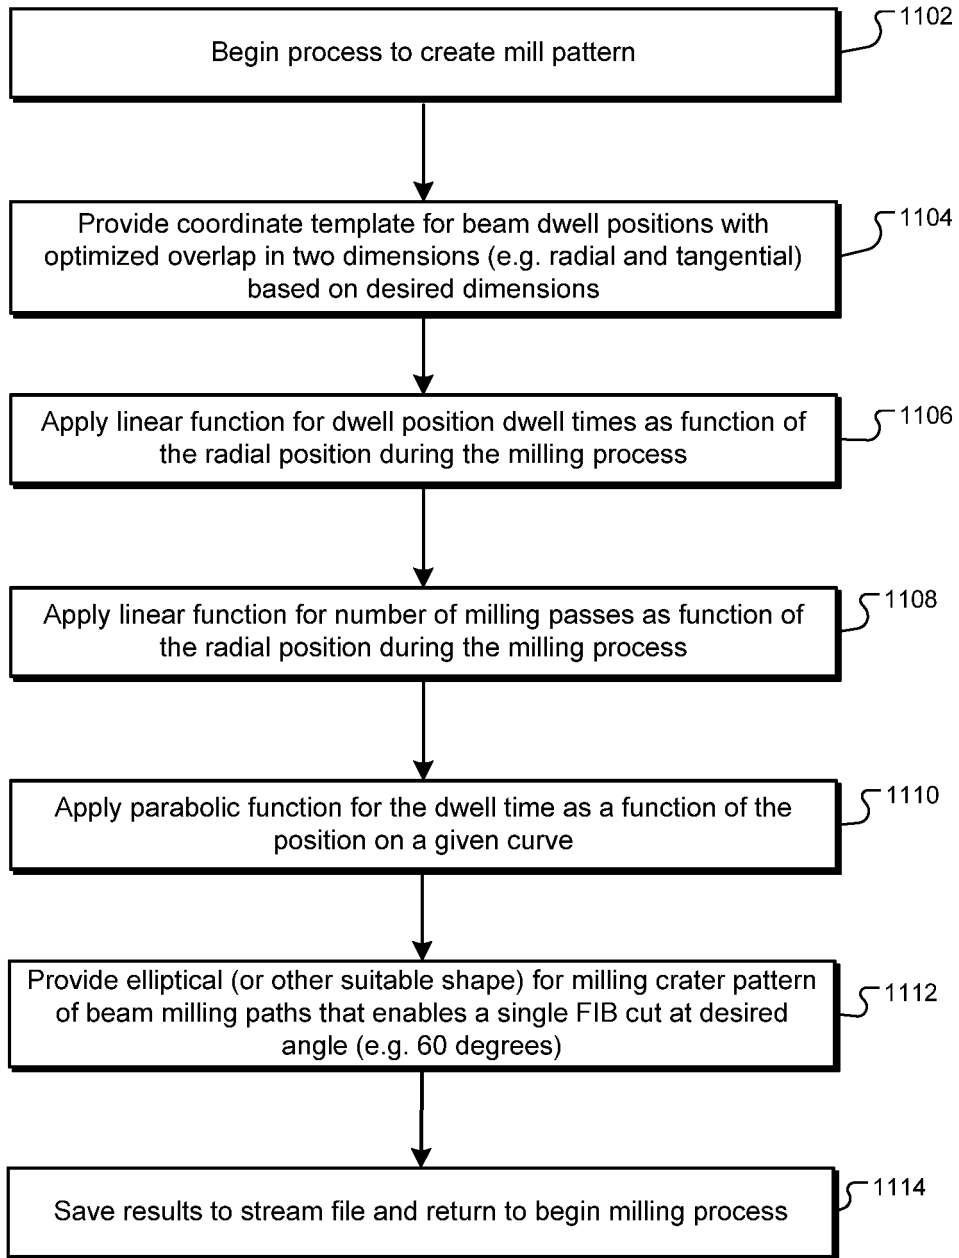 1102
Begin process to create mill pattern
Provide coordinate template for beam dwell positions with
1104
optimized overlap in two dimensions (e.g. radial and tangential)
based on desired dimensions
Apply linear function for dwell position dwell times as function of
1106
the radial position during the milling process
Apply linear function for number of milling passes as function of
1108
the radial position during the milling process
Apply parabolic function for the dwell time as a function of the
1110
position on a given curve
Provide elliptical (or other suitable shape) for milling crater pattern
1112
of beam milling paths that enables a single FIB cut at desired
angle (e.g. 60 degrees)
1114
Save results to stream file and return to begin milling process